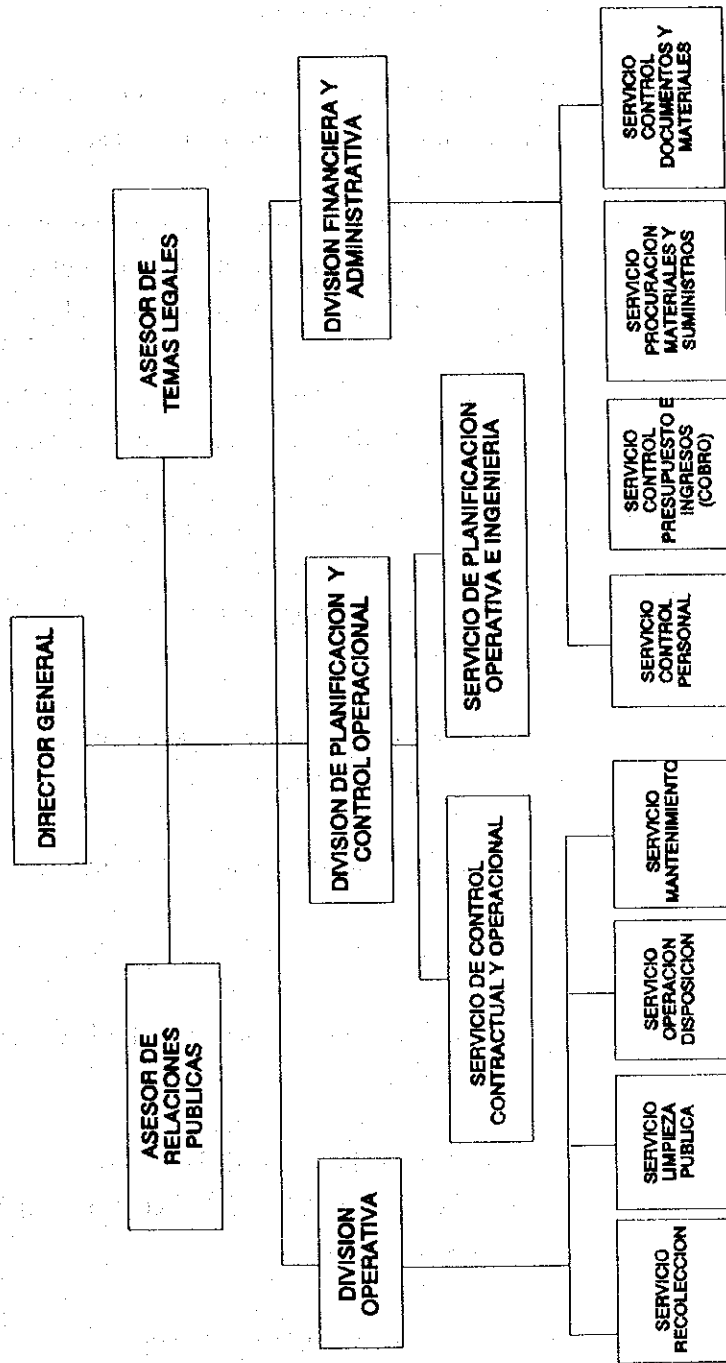 DIRECTOR GENERAL
ASESOR DE
RELACIONES
PUBLICAS
ASESOR DE
TEMAS LEGALES
DIVISION
OPERATIVA
DIVISION DE PLANIFICACION Y
CONTROL OPERACIONAL
DIVISION FINANCIERA Y
ADMINISTRATIVA
SERVICIO DE CONTROL
CONTRACTUAL Y OPERACIONAL
SERVICIO DE PLANIFICACION
OPERATIVA E INGENIERIA
SERVICIO
RECOLECCION
SERVICIO
LIMPIEZA
PUBLICA
SERVICIO
OPERACION
DISPOSICION
SERVICIO
MANTENIMIENTO
SERVICIO
CONTROL
PERSONAL
SERVICIO
CONTROL
PRESUPUESTO E
INGRESOS
(COBRO)
SERVICIO
PROCURACION
MATERIALES Y
SUMINISTROS
SERVICIO
CONTROL
DOCUMENTOS Y
MATERIALES